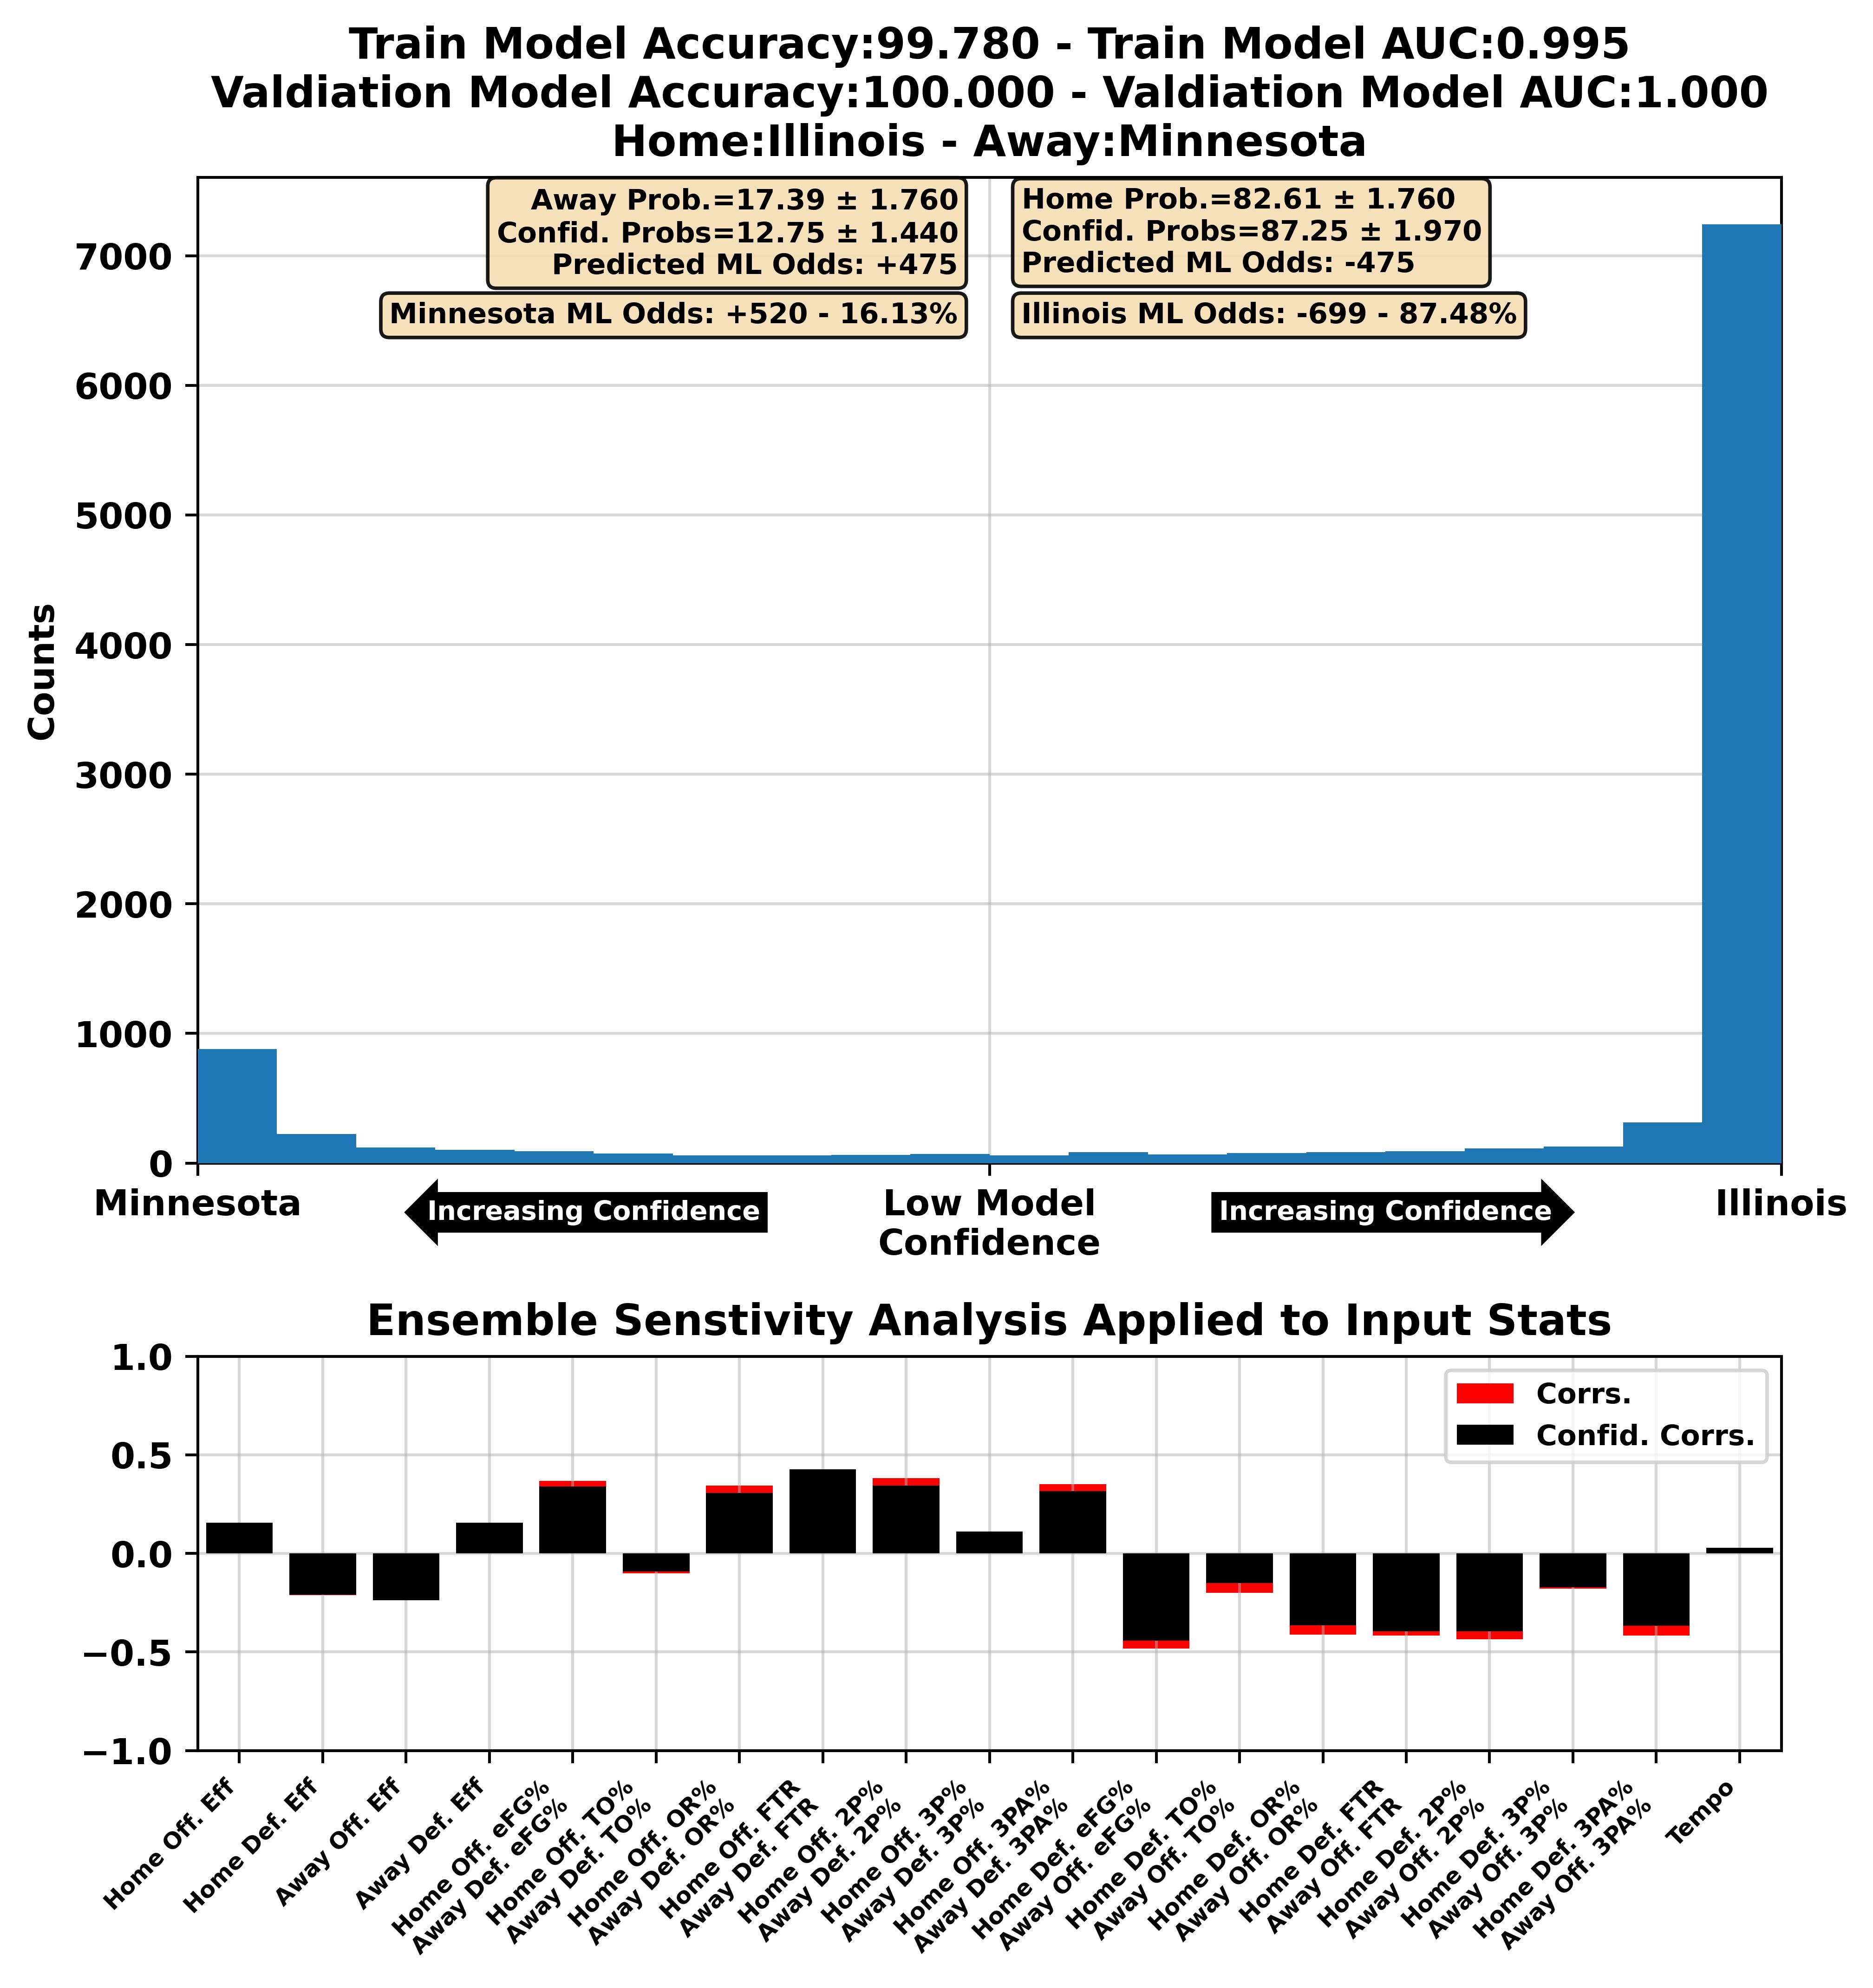 Train Model Accuracy:99.780 - Train Model AUC:0.995
Valdiation Model Accuracy:100.000 - Valdiation Model AUC:1.000
Home:Illinois - Away:Minnesota
Away Prob.=17.39 ± 1.760
Confid. Probs=12.75 ± 1.440
Predicted ML Odds: +475
Minnesota ML Odds: +520 - 16.13%
Home Prob.=82.61 ± 1.760
Confid. Probs=87.25 ± 1.970
Predicted ML Odds: -475
Illinois ML Odds: -699 - 87.48%
Counts
7000
6000
5000
4000
3000
2000
1000
0
Minnesota
Increasing Confidence
Low Model
Confidence
Increasing Confidence
Illinois
Ensemble Senstivity Analysis Applied to Input Stats
1.0
0.5
0.0
−0.5
−1.0
Corrs.
Confid. Corrs.
Home Off. Eff
Home Def. Eff
Away Off. Eff
Away Def. Eff
Home Off. eFG%
Away Def. eFG%
Home Off. TO%
Away Def. TO%
Home Off. OR%
Away Def. OR%
Home Off. FTR
Away Def. FTR
Home Off. 2P%
Away Def. 2P%
Home Off. 3P%
Away Def. 3P%
Home Off. 3PA%
Away Def. 3PA%
Home Def. eFG%
Away Off. eFG%
Home Def. TO%
Away Off. TO%
Home Def. OR%
Away Off. OR%
Home Def. FTR
Away Off. FTR
Home Def. 2P%
Away Off. 2P%
Home Def. 3P%
Away Off. 3P%
Home Def. 3PA%
Away Off. 3PA%
Tempo